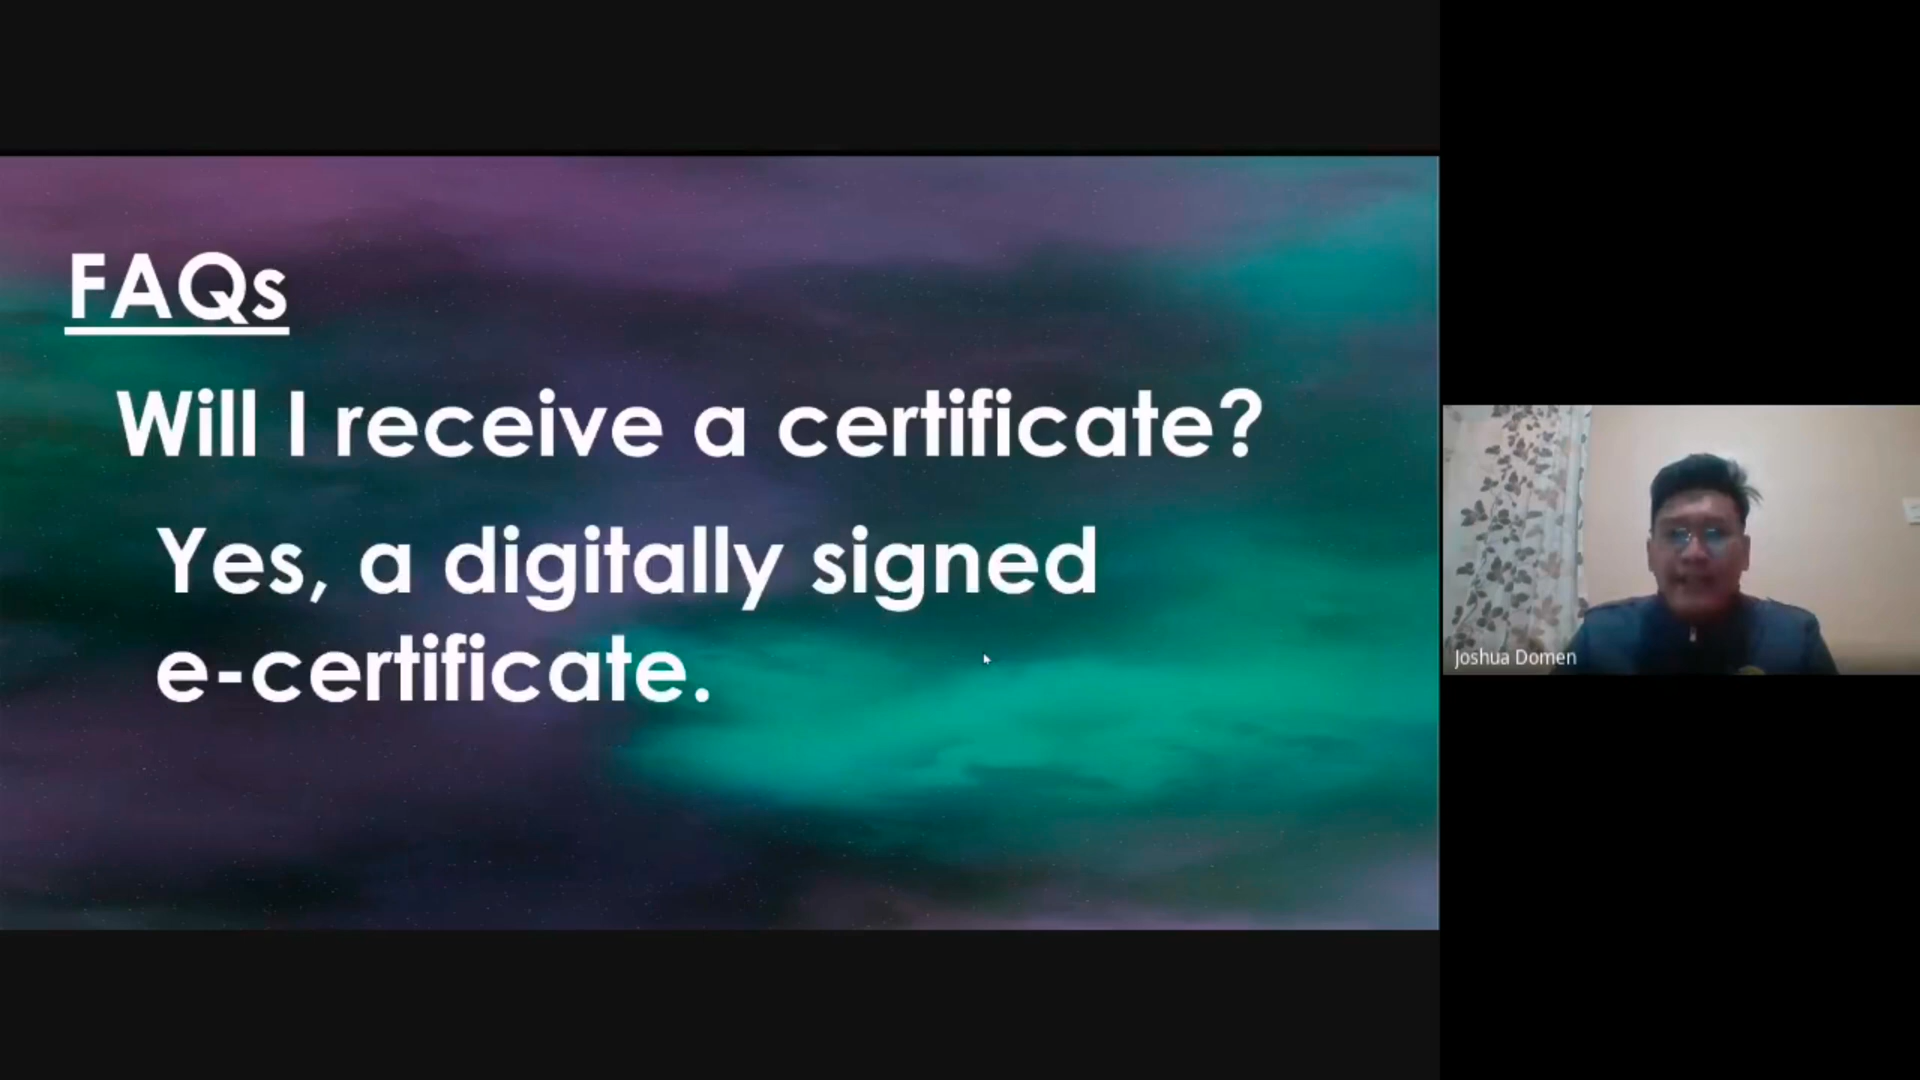 FAQs
Will I receive a certificate?
Yes, a digitally signed
e-certificate.
Joshua Domen